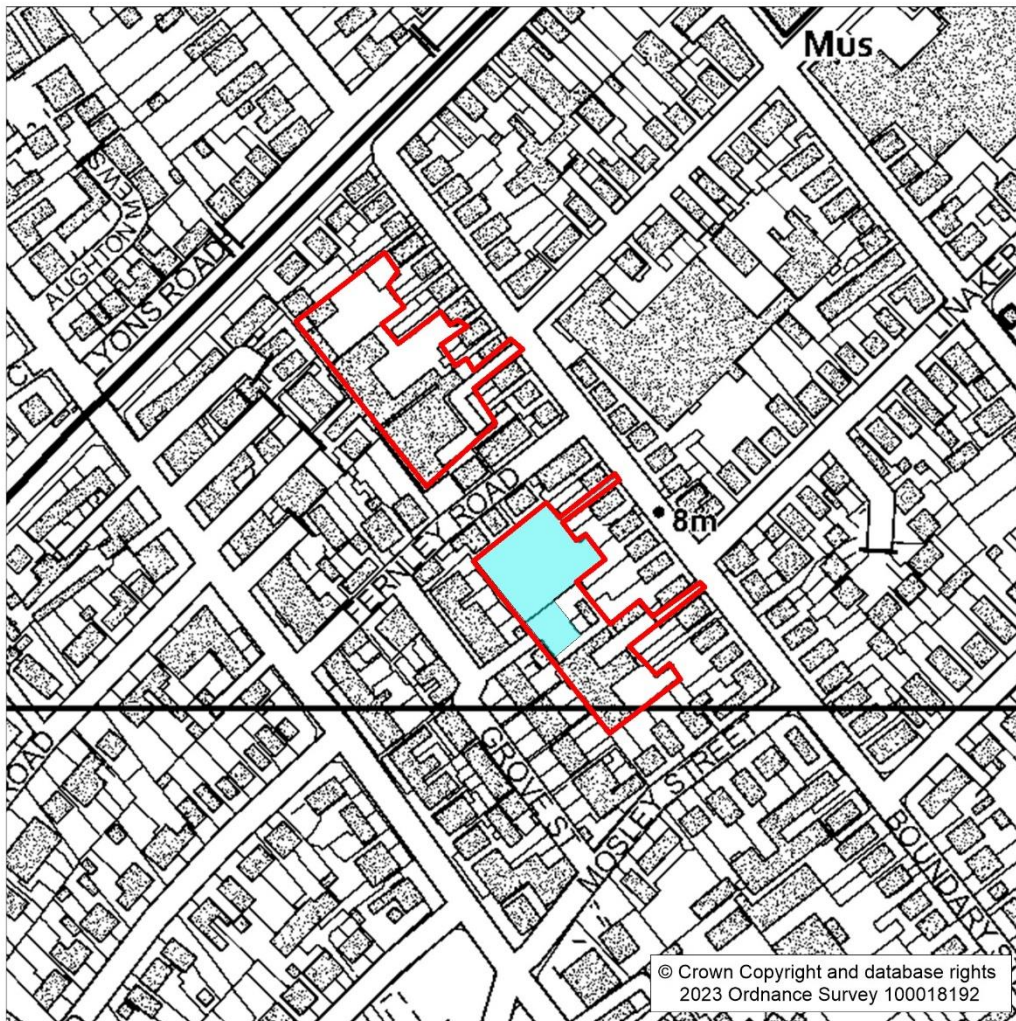 Mus
AUGHTON MEWS
YONS ROAD
NAKER
FERNLEY ROAD
8m
ROAD
GROVE S
MOSLEY STREET
BOUNDARY S
© Crown Copyright and database rights
2023 Ordnance Survey 100018192